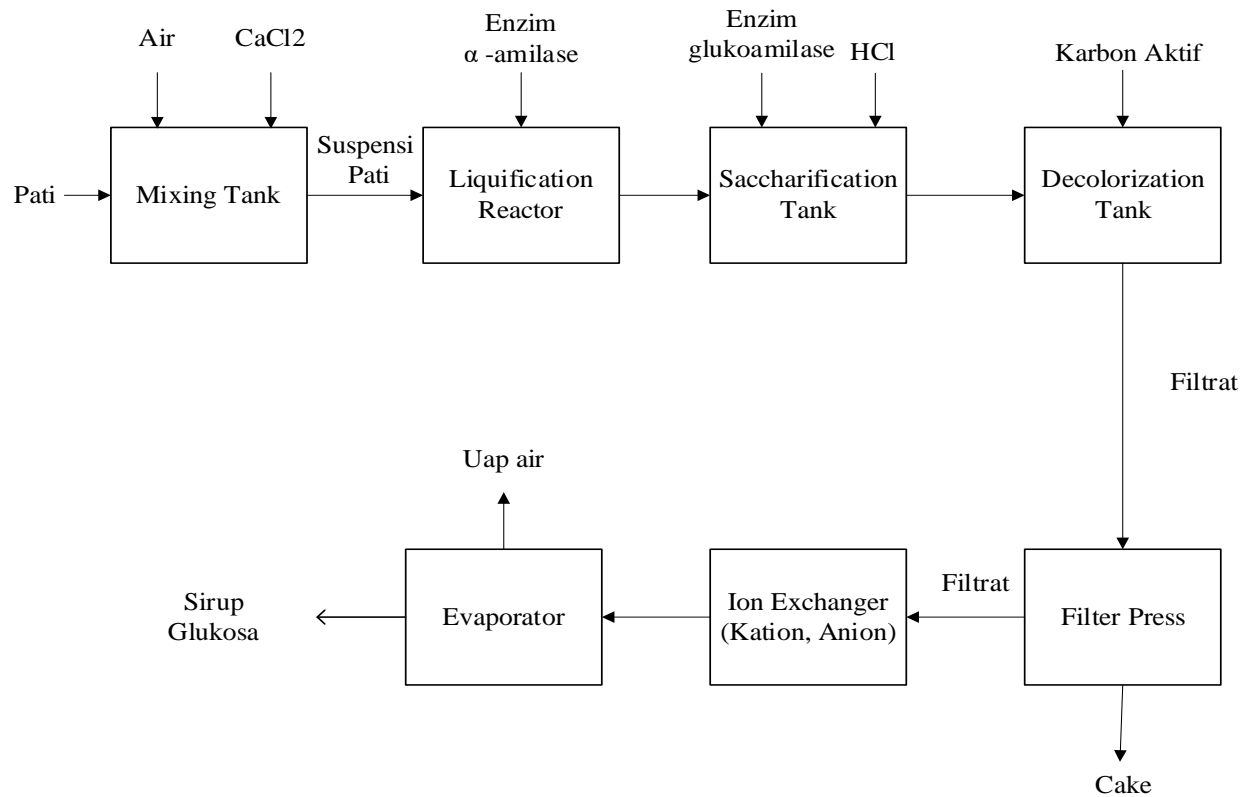 Air
CaCl2
Enzim
α -amilase
Enzim
glukoamilase
HCl
Karbon Aktif
Pati
Mixing Tank
Suspensi
Pati
Liquification
Reactor
Saccharification
Tank
Decolorization
Tank
Filtrat
Uap air
Sirup
Glukosa
Evaporator
Ion Exchanger
(Kation, Anion)
Filtrat
Filter Press
Cake